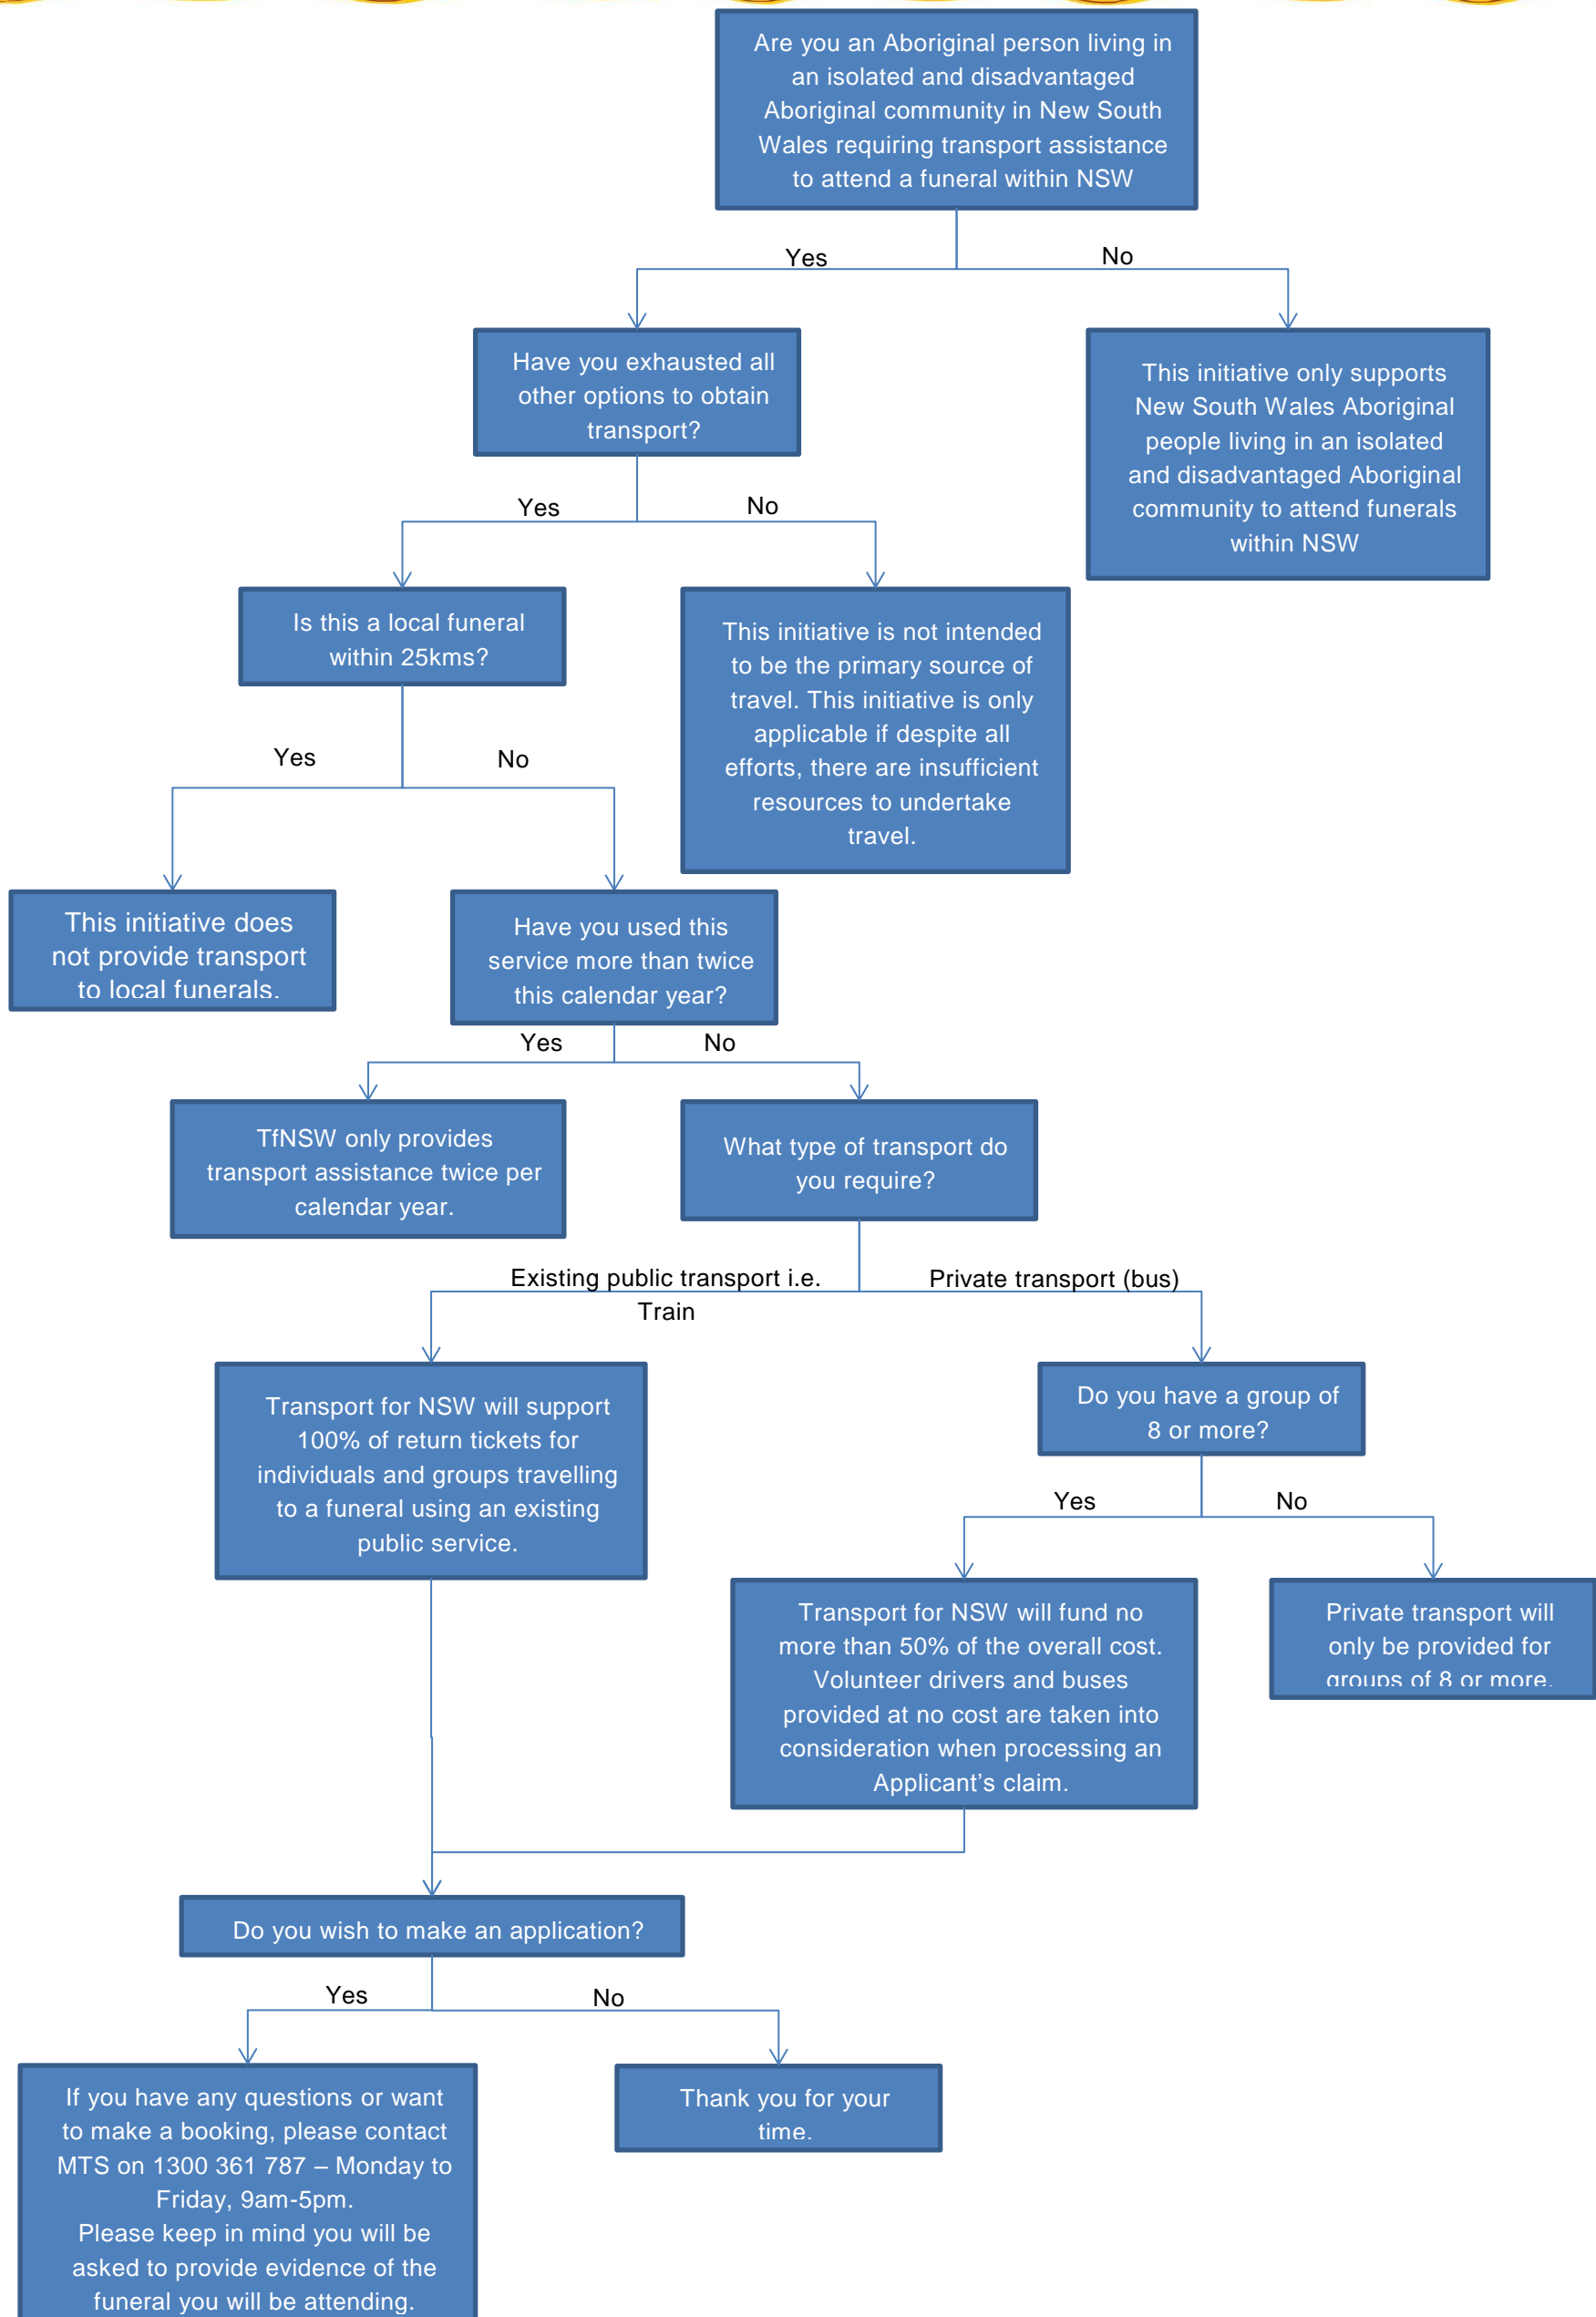 Are you an Aboriginal person living in
an isolated and disadvantaged
Aboriginal community in New South
Wales requiring transport assistance
to attend a funeral within NSW
Yes
No
Have you exhausted all
other options to obtain
transport?
This initiative only supports
New South Wales Aboriginal
people living in an isolated
and disadvantaged Aboriginal
community to attend funerals
within NSW
Yes
No
Is this a local funeral
within 25kms?
This initiative is not intended
to be the primary source of
travel. This initiative is only
applicable if despite all
efforts, there are insufficient
resources to undertake
travel.
Yes
No
This initiative does
not provide transport
to local funerals.
Have you used this
service more than twice
this calendar year?
Yes
No
TfNSW only provides
transport assistance twice per
calendar year.
What type of transport do
you require?
Existing public transport i.e.
Train
Private transport (bus)
Transport for NSW will support
100% of return tickets for
individuals and groups travelling
to a funeral using an existing
public service.
Do you have a group of
8 or more?
Yes
No
Transport for NSW will fund no
more than 50% of the overall cost.
Volunteer drivers and buses
provided at no cost are taken into
consideration when processing an
Applicant’s claim.
Private transport will
only be provided for
groups of 8 or more.
Do you wish to make an application?
Yes
No
If you have any questions or want
to make a booking, please contact
MTS on 1300 361 787 – Monday to
Friday, 9am-5pm.
Please keep in mind you will be
asked to provide evidence of the
funeral you will be attending.
Thank you for your
time.